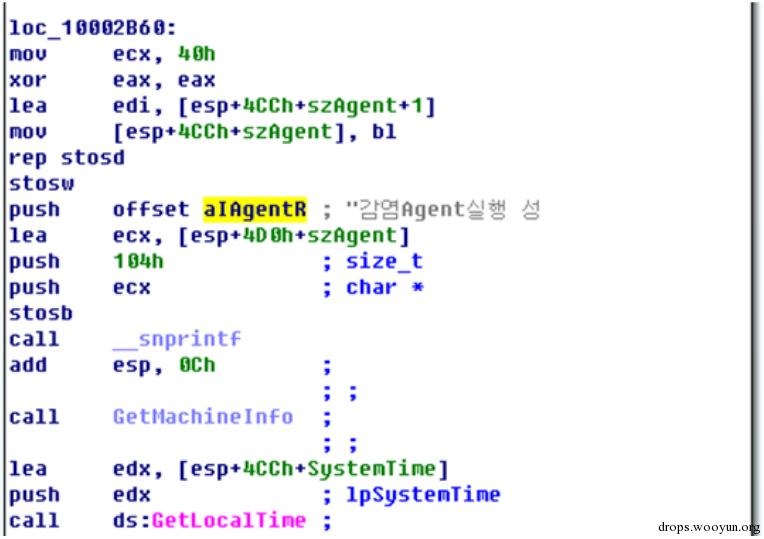 loc_10002B60:
mov ecx, 40h
xor eax, eax
lea edi, [esp+4CCh+szAgent+1]
mov [esp+4CCh+szAgent], bl
rep stosd
stosw
push offset aIAgentR ; "감염Agent실행 성
lea ecx, [esp+4D0h+szAgent]
push 104h ; size_t
push ecx ; char *
stosb
call __snprintf
add esp, 0Ch ;
; ;
call GetMachineInfo ;
; ;
lea edx, [esp+4CCh+SystemTime]
push edx ; lpSystemTime
call ds:GetLocalTime ;
drops.wooyun.org